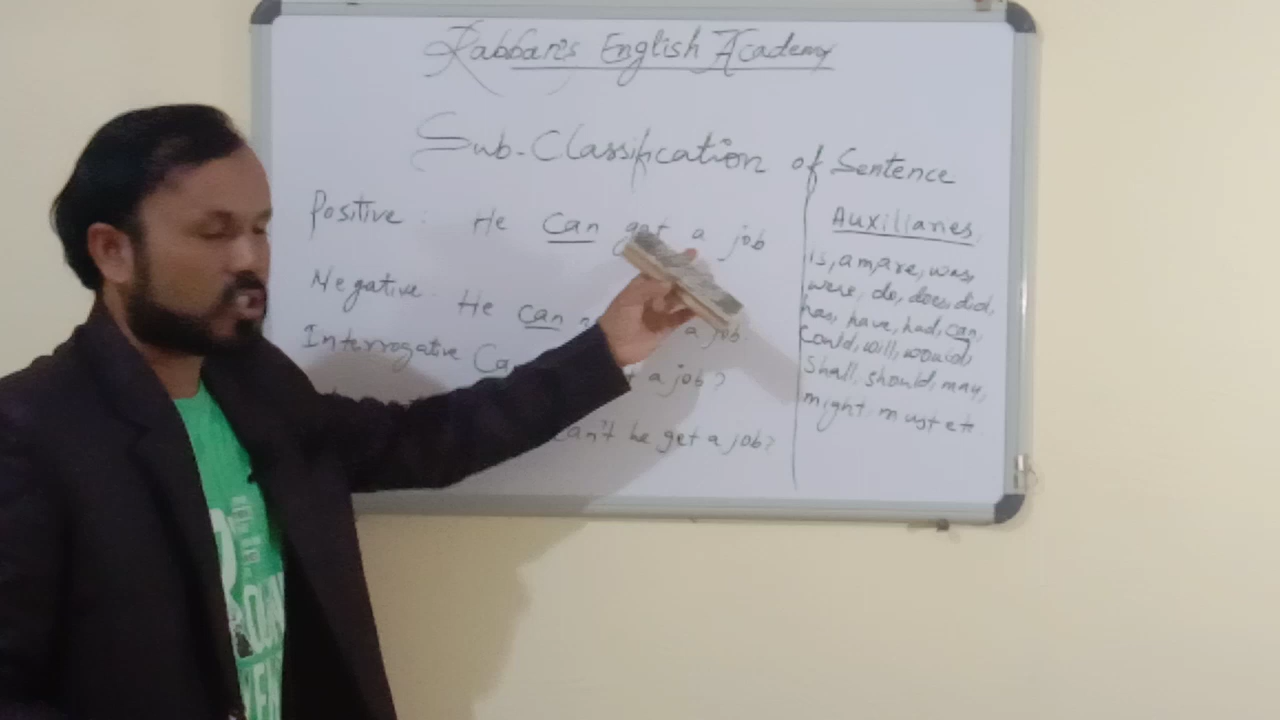 Rabbani's English Academy
Sub-Classification of Sentence
Positive : He can get a job
Negative - He can a job.
Interrogative a job?
can't he get a job?
Auxiliaries,
is, am, are, was,
were, do, does, did,
has, have, had, can,
Could, will, would,
Shall, should, may,
might, must etc